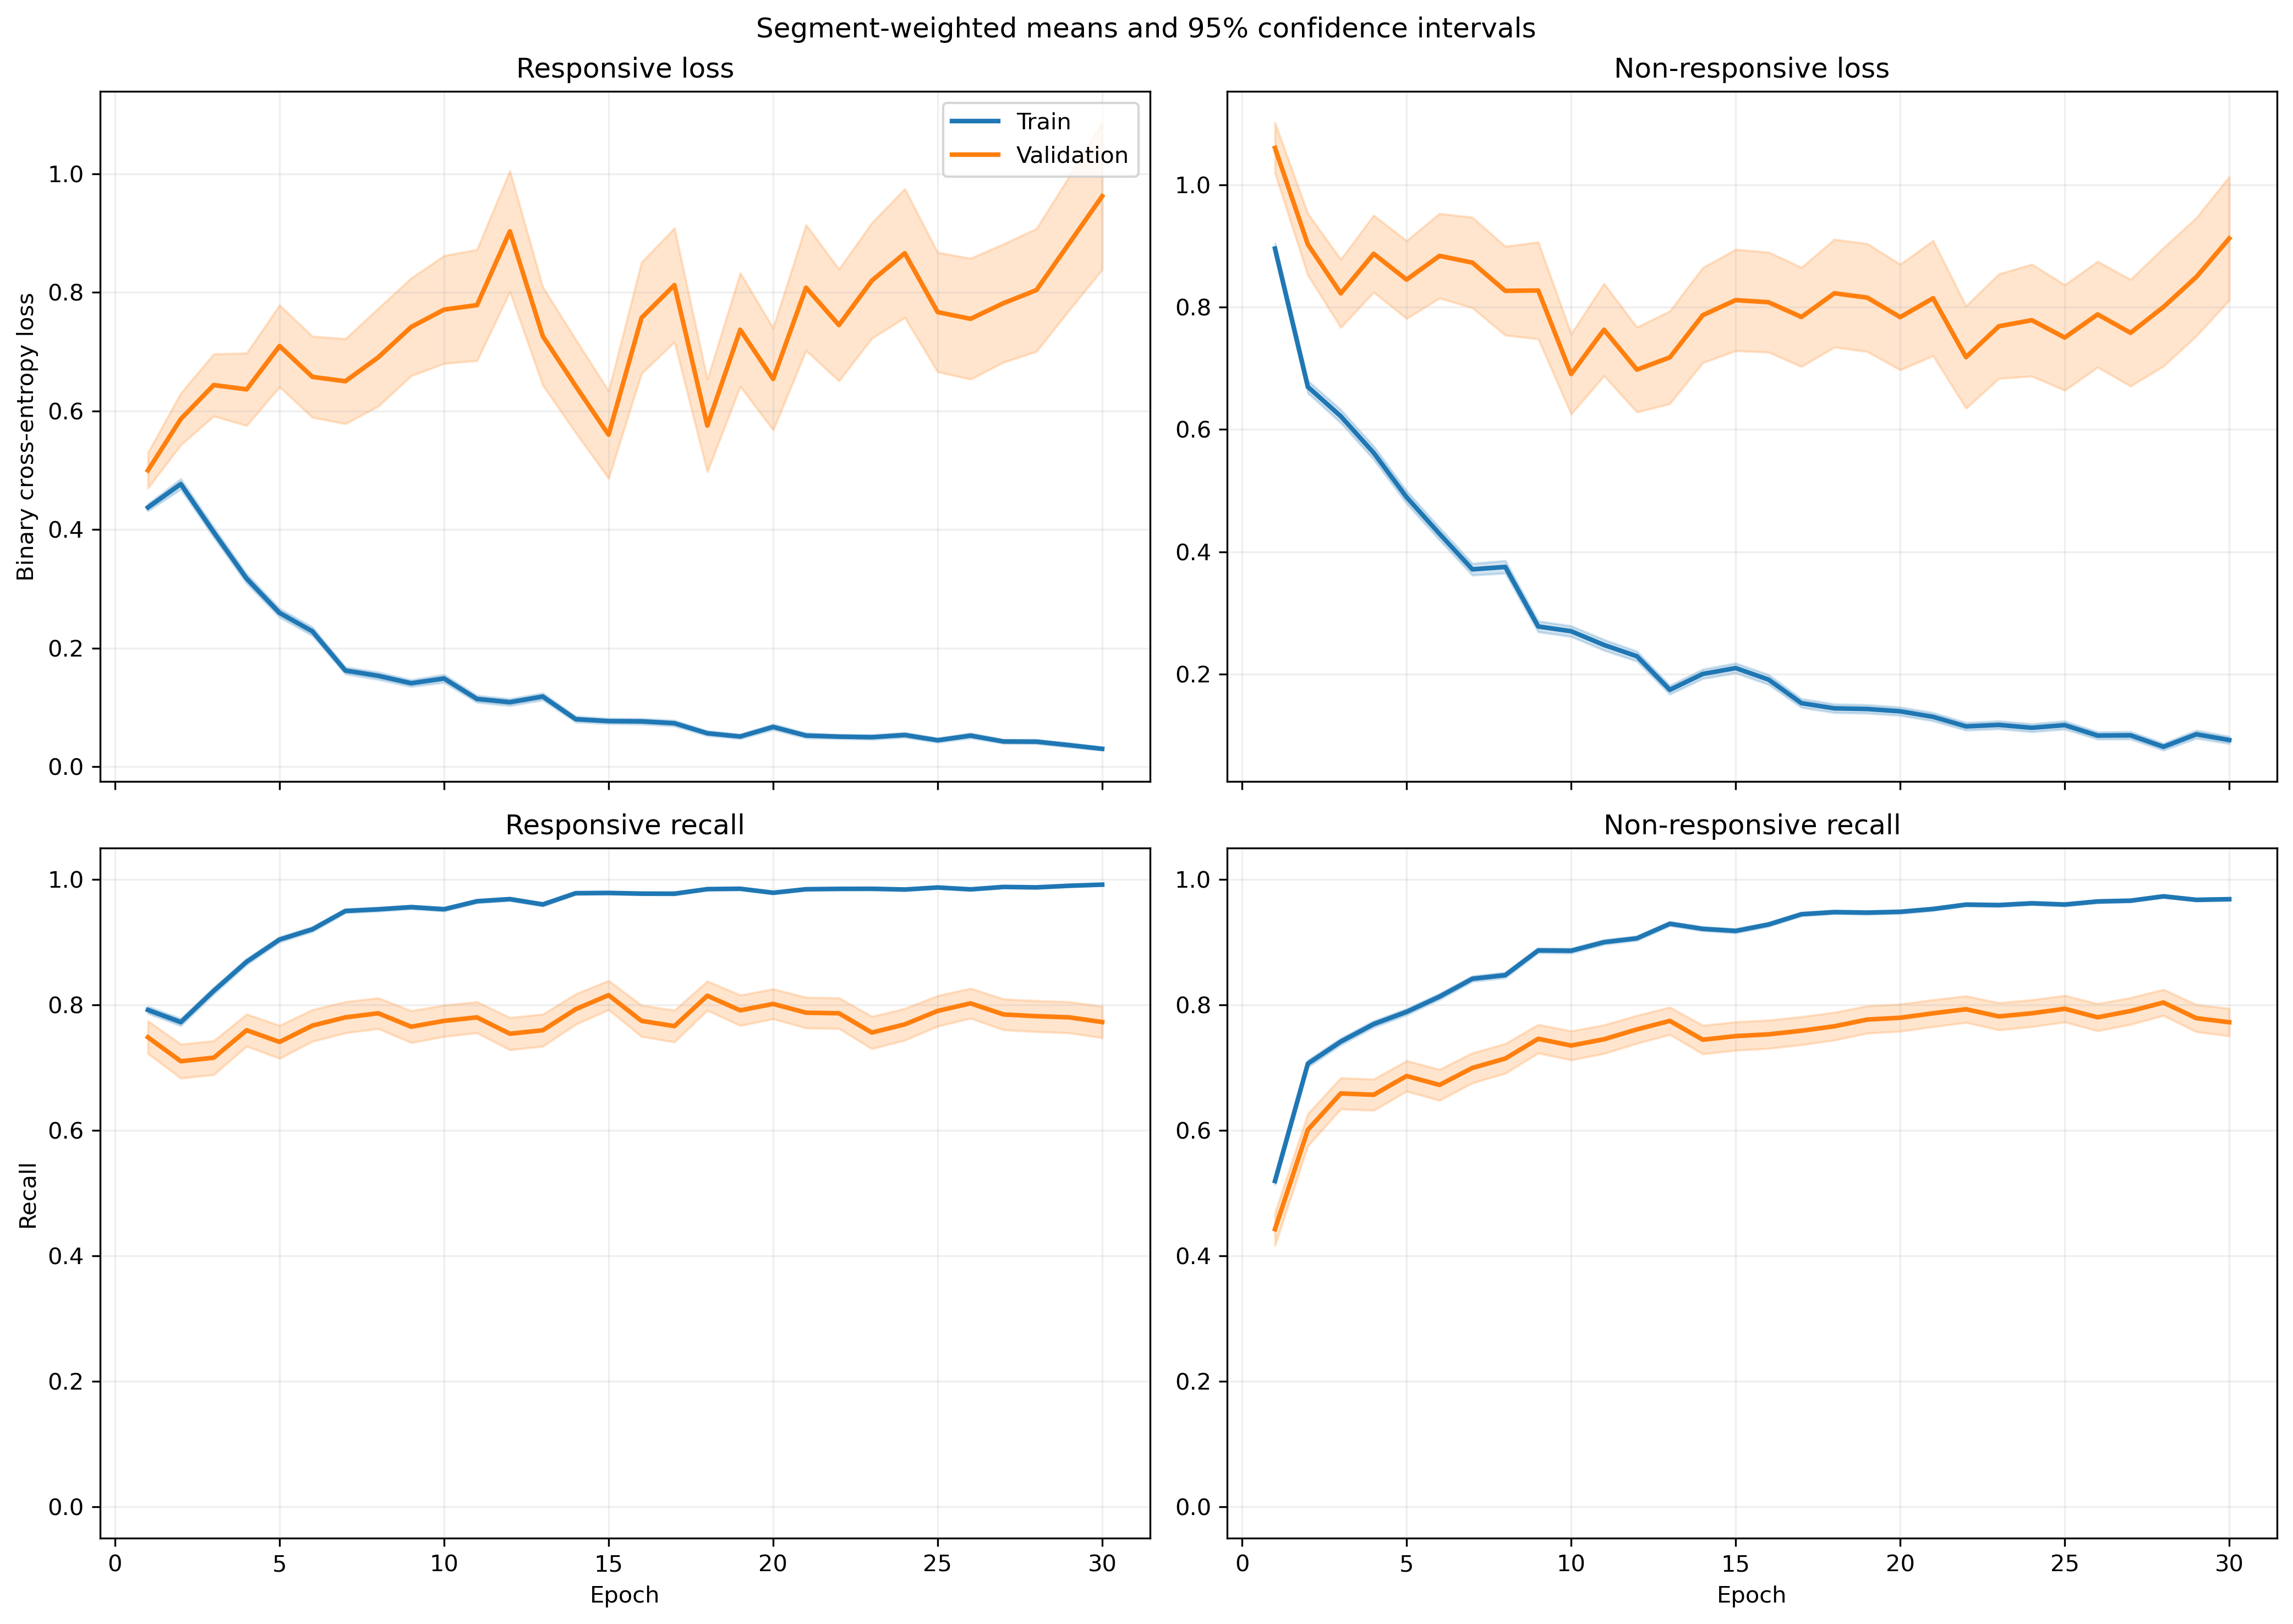 Segment-weighted means and 95% confidence intervals
Responsive loss
Non-responsive loss
Train
Validation
Binary cross-entropy loss
1.0
0.8
0.6
0.4
0.2
0.0
1.0
0.8
0.6
0.4
0.2
Responsive recall
Non-responsive recall
Recall
1.0
0.8
0.6
0.4
0.2
0.0
0 5 10 15 20 25 30
Epoch
1.0
0.8
0.6
0.4
0.2
0.0
0 5 10 15 20 25 30
Epoch